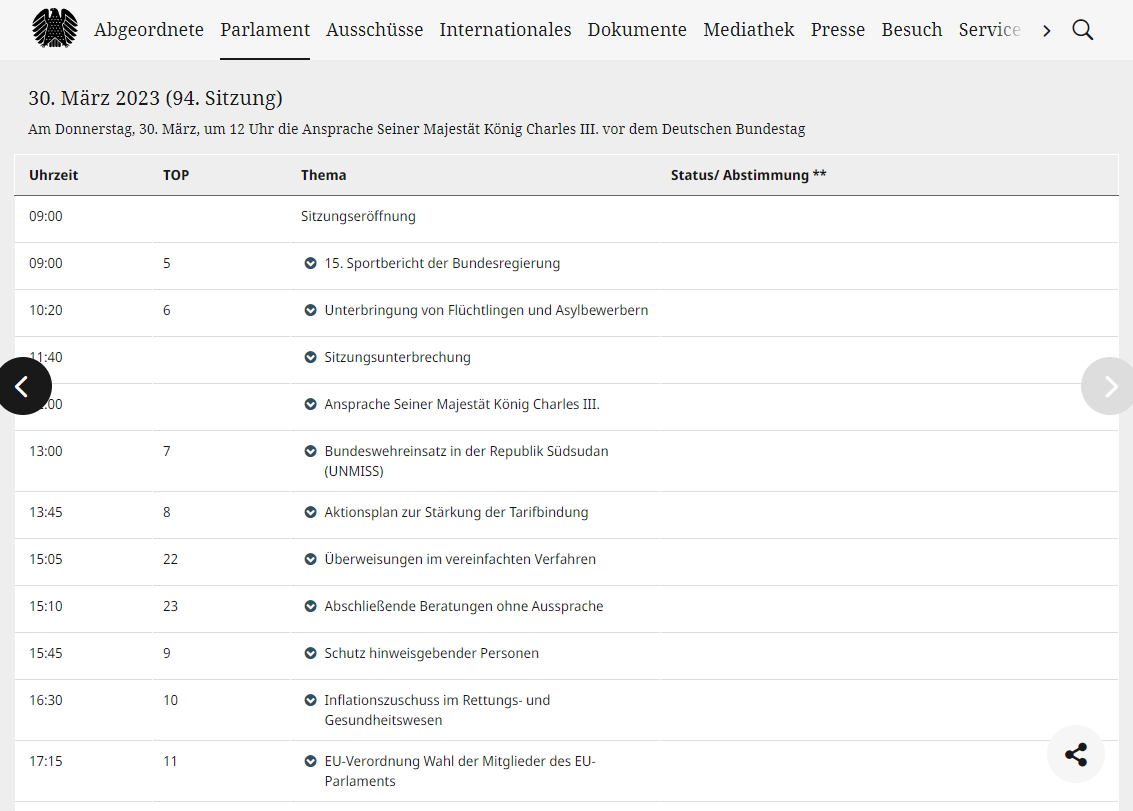 Abgeordnete Parlament Ausschüsse Internationales Dokumente Mediathek Presse Besuch Service
30. März 2023 (94. Sitzung)
Am Donnerstag, 30. März, um 12 Uhr die Ansprache Seiner Majestät König Charles III. vor dem Deutschen Bundestag
Uhrzeit TOP Thema Status/ Abstimmung **
09:00 Sitzungseröffnung
09:00 5 15. Sportbericht der Bundesregierung
10:20 6 Unterbringung von Flüchtlingen und Asylbewerbern
11:40 Sitzungsunterbrechung
:00 Ansprache Seiner Majestät König Charles III.
13:00 7 Bundeswehreinsatz in der Republik Südsudan
(UNMISS)
13:45 8 Aktionsplan zur Stärkung der Tarifbindung
15:05 22 Überweisungen im vereinfachten Verfahren
15:10 23 Abschließende Beratungen ohne Aussprache
15:45 9 Schutz hinweisgebender Personen
16:30 10 Inflationszuschuss im Rettungs- und
Gesundheitswesen
17:15 11 EU-Verordnung Wahl der Mitglieder des EU-
Parlaments